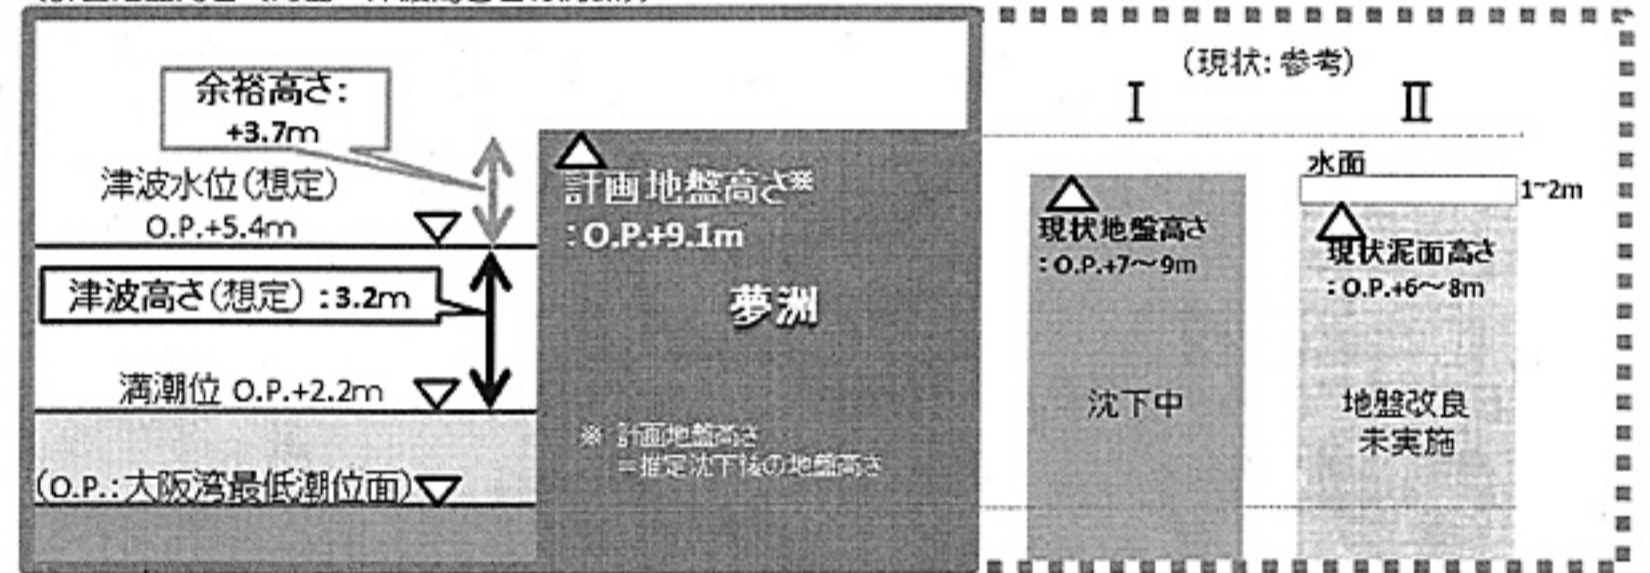 余裕高さ:
+3.7m
津波水位(想定)
O.P.+5.4m
津波高さ(想定):3.2m
満潮位 O.P.+2.2m
(O.P.:大阪湾最低潮位面)
計画地盤高さ※
:O.P.+9.1m
夢洲
※ 計画地盤高さ
=推定沈下後の地盤高さ
(現状:参考)
Ⅰ
Ⅱ
現状地盤高さ
:O.P.+7~9m
沈下中
水面
1~2m
現状泥面高さ
:O.P.+6~8m
地盤改良
未実施